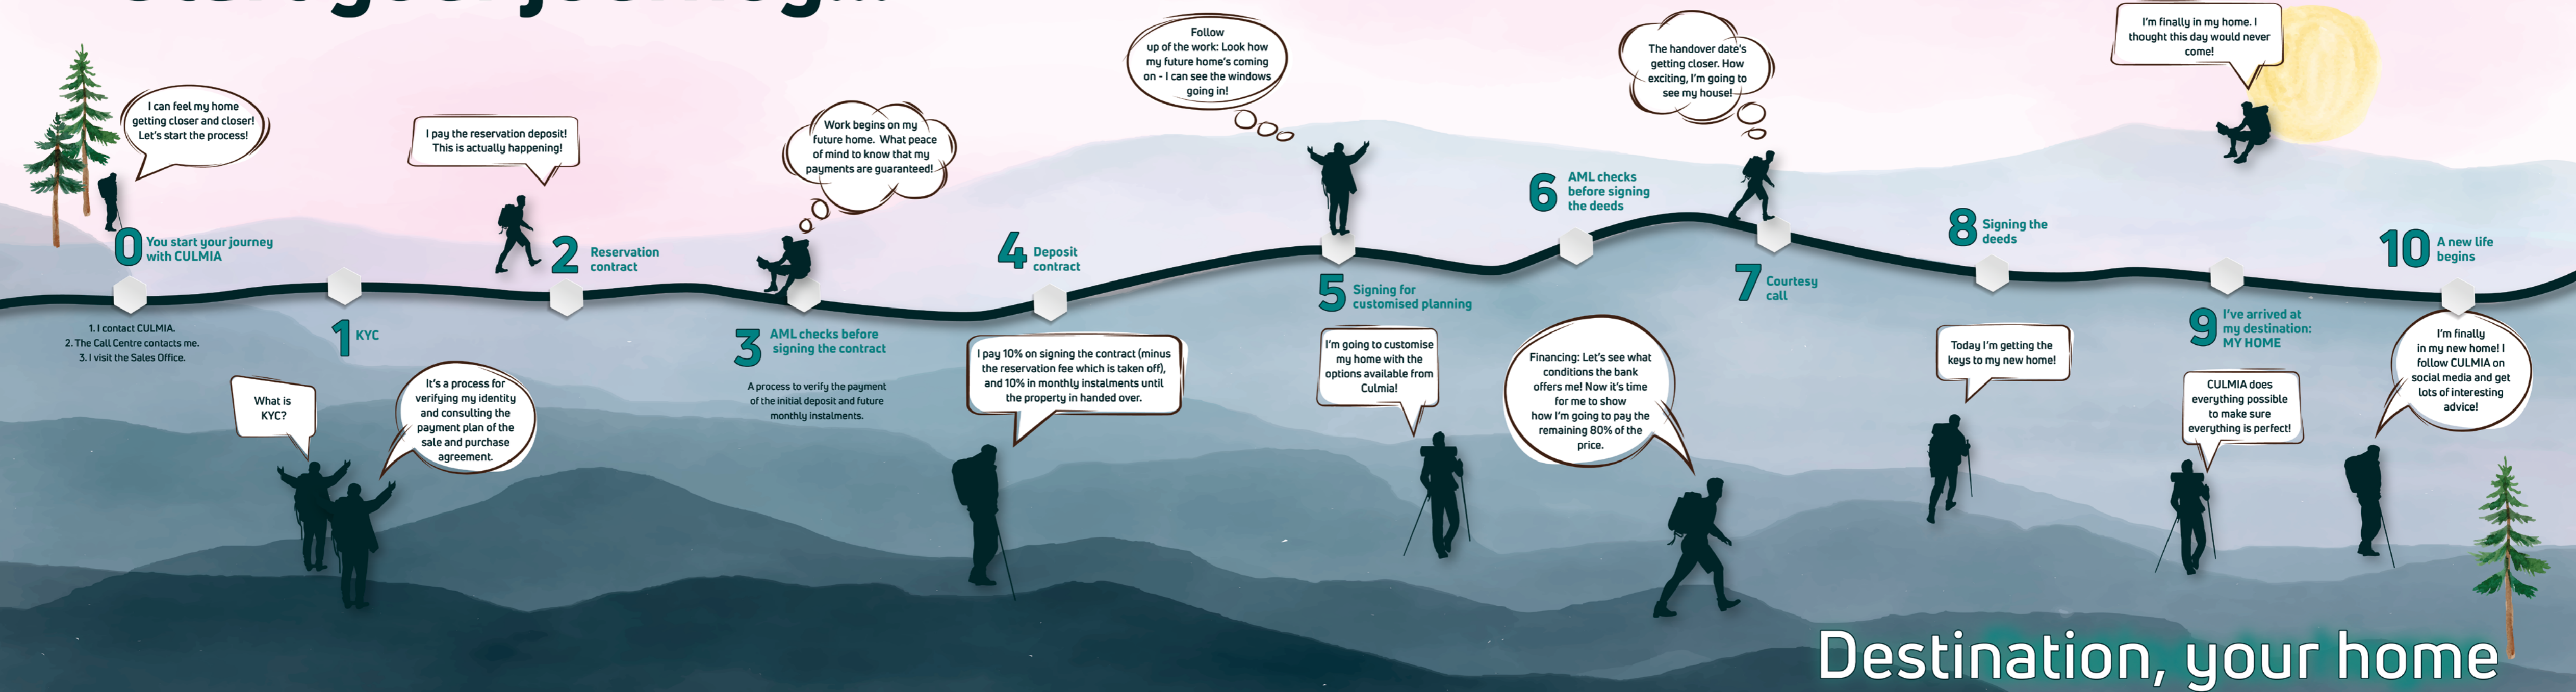 Start your journey...
I can feel my home
getting closer and closer!
Let's start the process!
0 You start your journey
with CULMIA
1. I contact CULMIA.
2. The Call Centre contacts me.
3. I visit the Sales Office.
1 KYC
What is
KYC?
It's a process for
verifying my identity
and consulting the
payment plan of the
sale and purchase
agreement.
I pay the reservation deposit!
This is actually happening!
2 Reservation
contract
Work begins on my
future home. What peace
of mind to know that my
payments are guaranteed!
3 AML checks before
signing the contract
A process to verify the payment
of the initial deposit and future
monthly instalments.
4 Deposit
contract
I pay 10% on signing the contract (minus
the reservation fee which is taken off),
and 10% in monthly instalments until
the property in handed over.
Follow
up of the work: Look how
my future home's coming
on - I can see the windows
going in!
5 Signing for
customised planning
I'm going to customise
my home with the
options available from
Culmia!
6 AML checks
before signing
the deeds
Financing: Let's see what
conditions the bank
offers me! Now it's time
for me to show
how I'm going to pay the
remaining 80% of the
price.
The handover date's
getting closer. How
exciting, I'm going to
see my house!
7 Courtesy
call
8 Signing the
deeds
Today I'm getting the
keys to my new home!
I'm finally in my home. I
thought this day would never
come!
9 I've arrived at
my destination:
MY HOME
CULMIA does
everything possible
to make sure
everything is perfect!
10 A new life
begins
I'm finally
in my new home! I
follow CULMIA on
social media and get
lots of interesting
advice!
Destination, your home